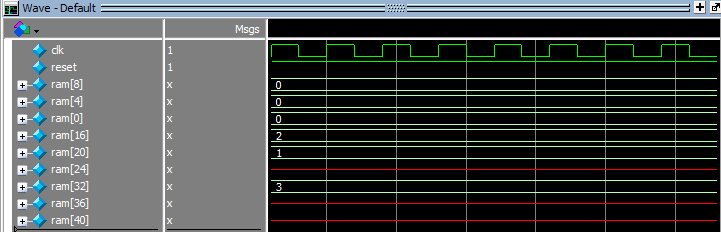 Wave - Default
Msgs
clk 1
reset 1
ram[8] x 0
ram[4] x 0
ram[0] x 0
ram[16] x 2
ram[20] x 1
ram[24] x
ram[32] x 3
ram[36] x
ram[40] x